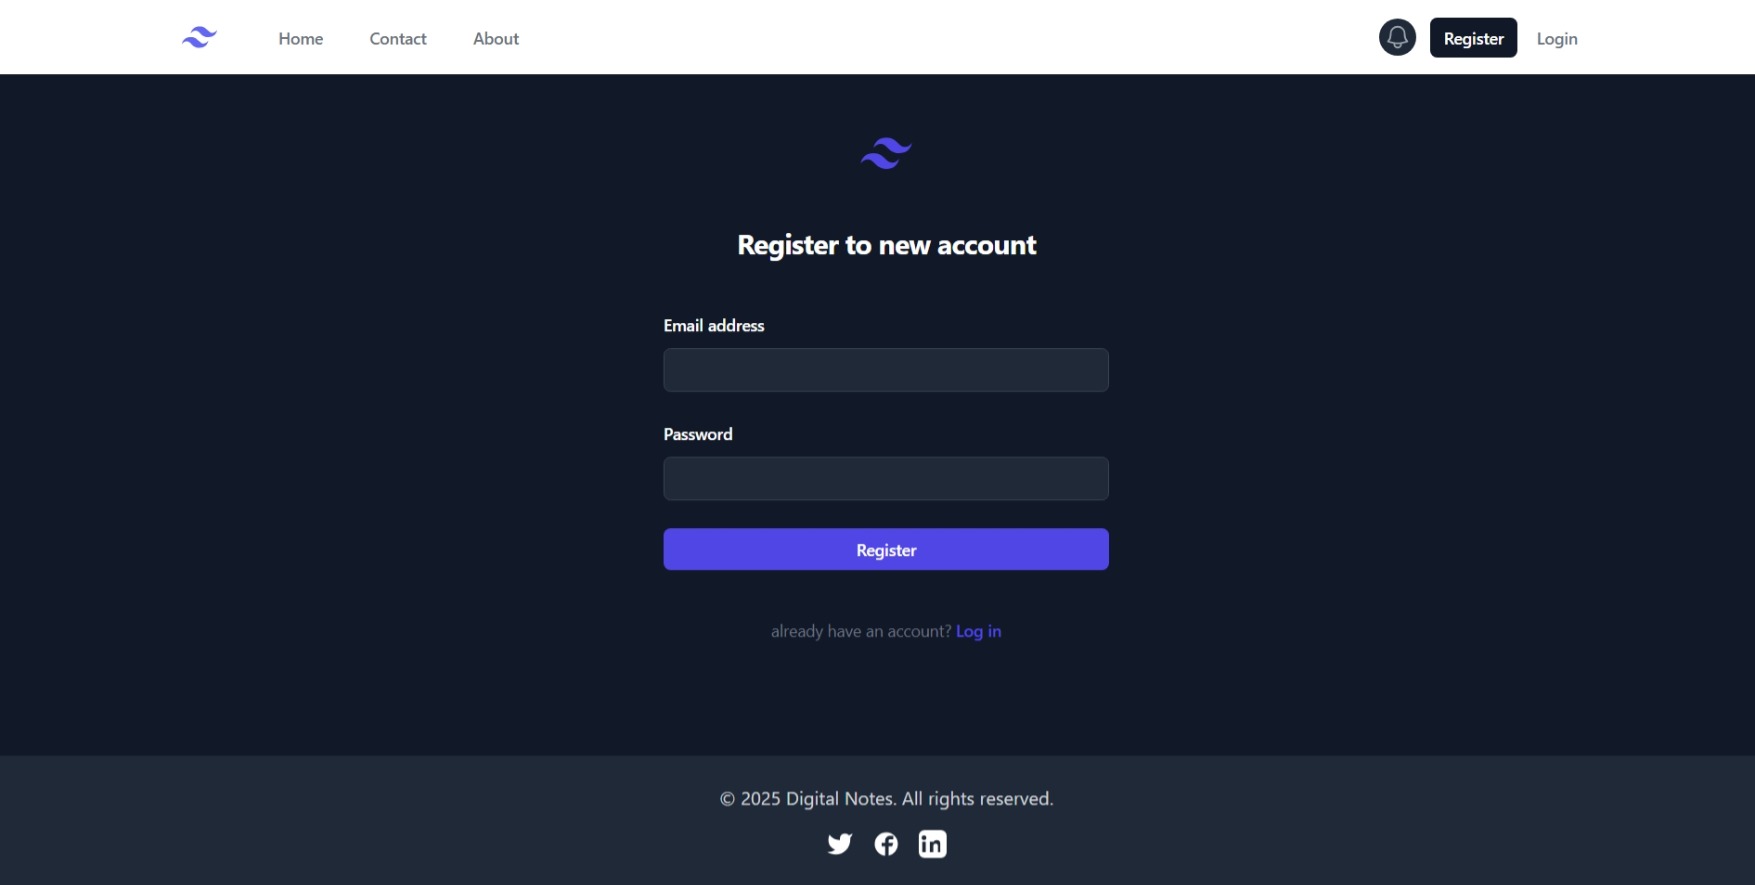 Home Contact About Register Login
Register to new account
Email address
Password
Register
already have an account? Log in
© 2025 Digital Notes. All rights reserved.